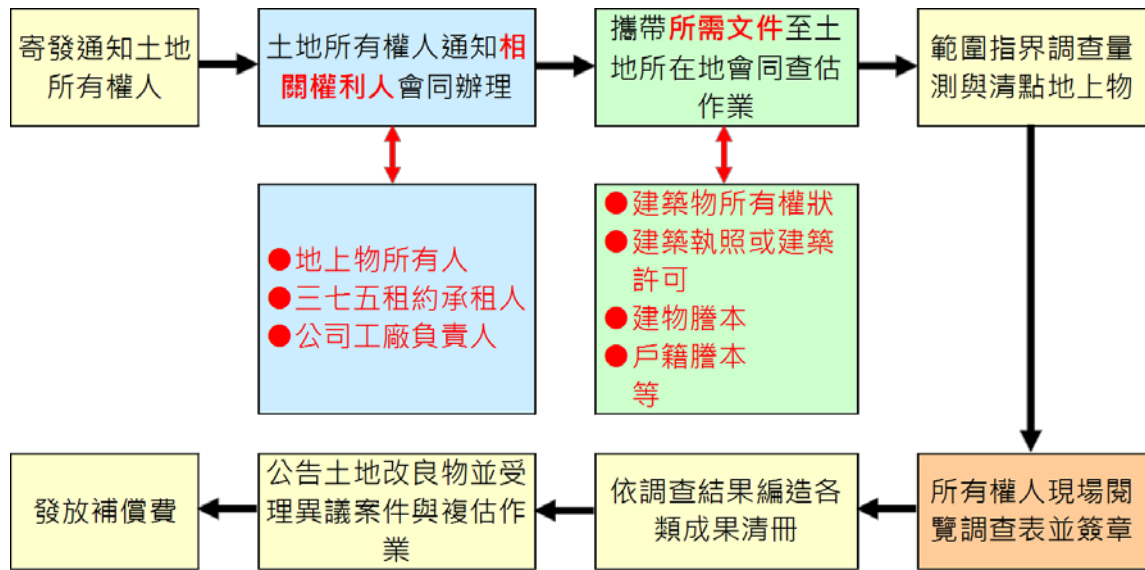 寄發通知土地
所有權人
土地所有權人通知相
關權利人會同辦理
攜帶所需文件至土
地所在地會同查估
作業
範圍指界調查量
測與清點地上物
●地上物所有人
●三七五租約承租人
●公司工廠負責人
●建築物所有權狀
●建築執照或建築
許可
●建物謄本
●戶籍謄本
等
所有權人現場閱
覽調查表並簽章
依調查結果編造各
類成果清冊
公告土地改良物並受
理異議案件與複估作
業
發放補償費